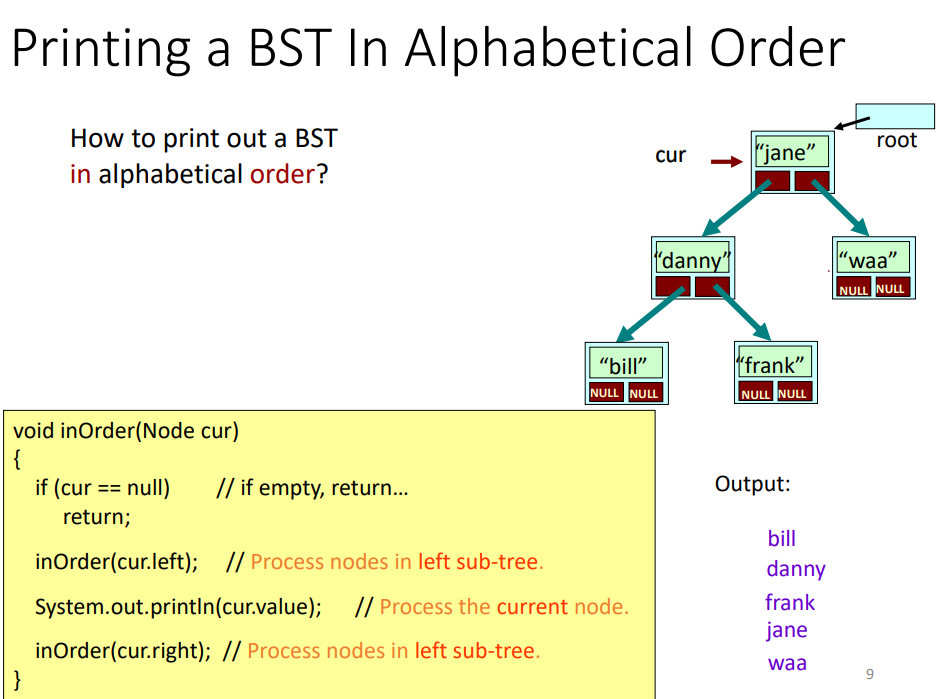 Printing a BST In Alphabetical Order
How to print out a BST
in alphabetical order?
root
cur
“jane”
“danny”
“waa”
NULL NULL
“bill”
“frank”
NULL NULL
NULL NULL
void inOrder(Node cur)
{
if (cur == null) // if empty, return…
return;
inOrder(cur.left); // Process nodes in left sub-tree.
System.out.println(cur.value); // Process the current node.
inOrder(cur.right); // Process nodes in left sub-tree.
}
Output:
bill
danny
frank
jane
waa
9